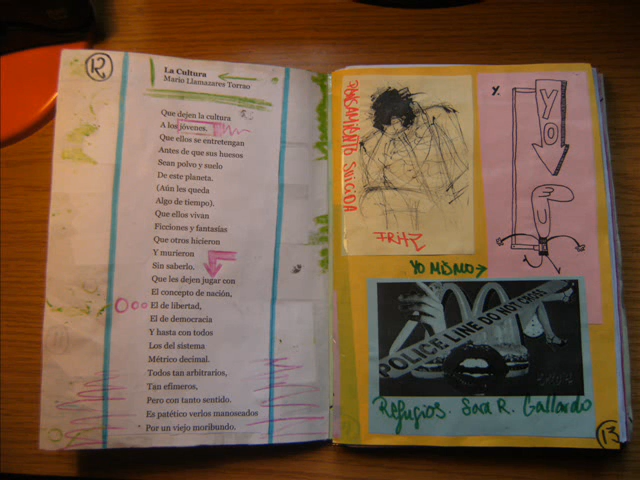 12
La Cultura
Mario Llamazares Torrao
Que dejen la cultura
A los jóvenes.
Que ellos se entretengan
Antes de que sus huesos
Sean polvo y suelo
De este planeta.
(Aún les queda
Algo de tiempo).
Que ellos vivan
Ficciones y fantasías
Que otros hicieron
Y murieron
Sin saberlo.
Que les dejen jugar con
El concepto de nación,
El de libertad,
El de democracia
Y hasta con todos
Los del sistema
Métrico decimal.
Todos tan arbitrarios,
Tan efímeros,
Pero con tanto sentido.
Es patético verlos manoseados
Por un viejo moribundo.
PENSAMIENTO SUICIDA
FRITZ
YO
YO MISMO
POLICE LINE DO NOT CROSS
Refugios. Sara R. Gallardo
13